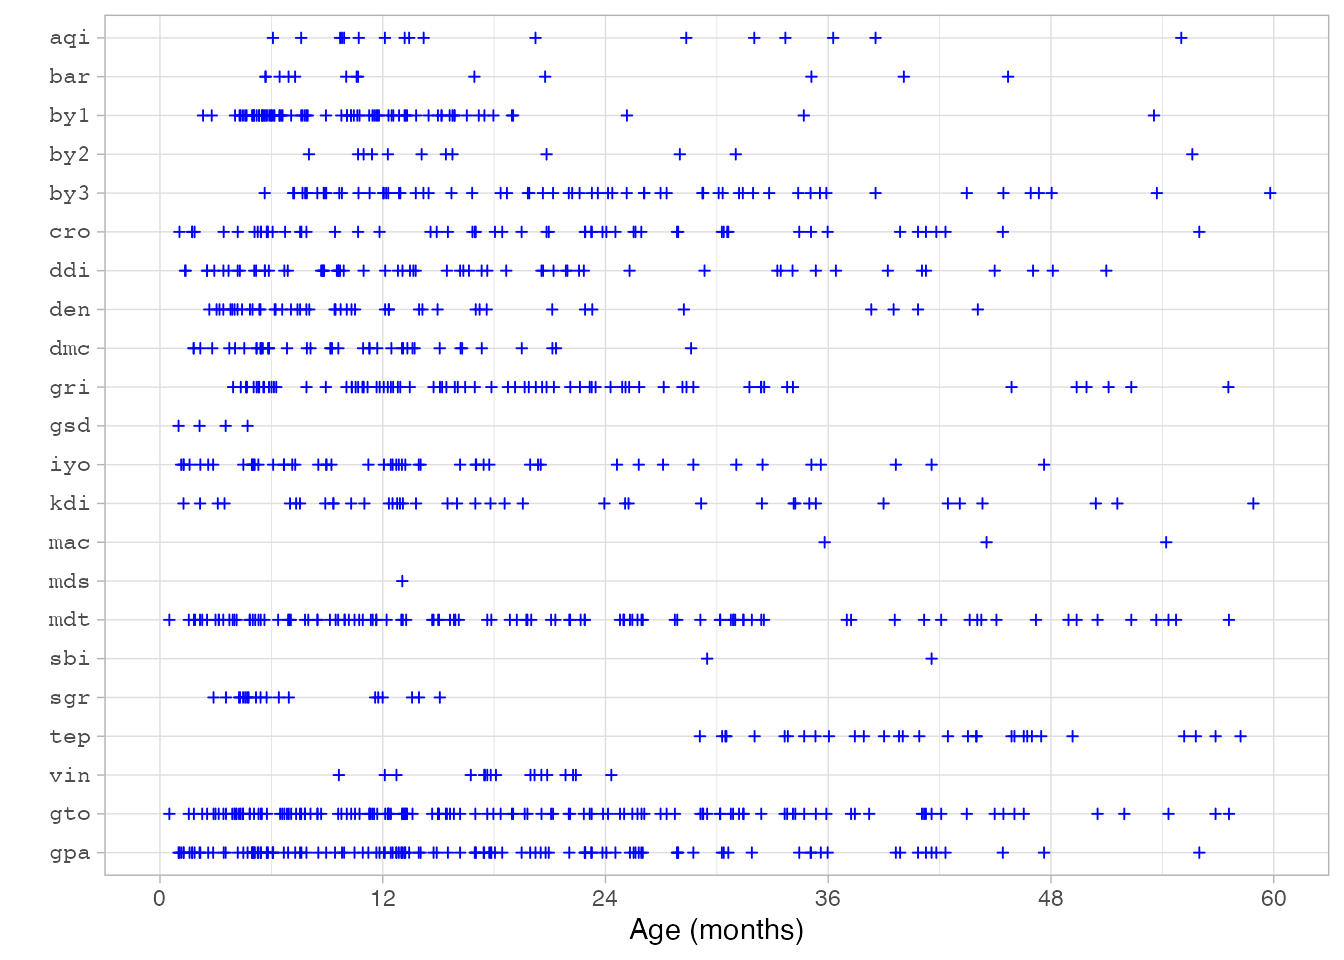 aqi
bar
by1
by2
by3
cro
ddi
den
dmc
gri
gsd
iyo
kdi
mac
mds
mdt
sbi
sgr
tep
vin
gto
gpa
0 12 24 36 48 60
Age (months)